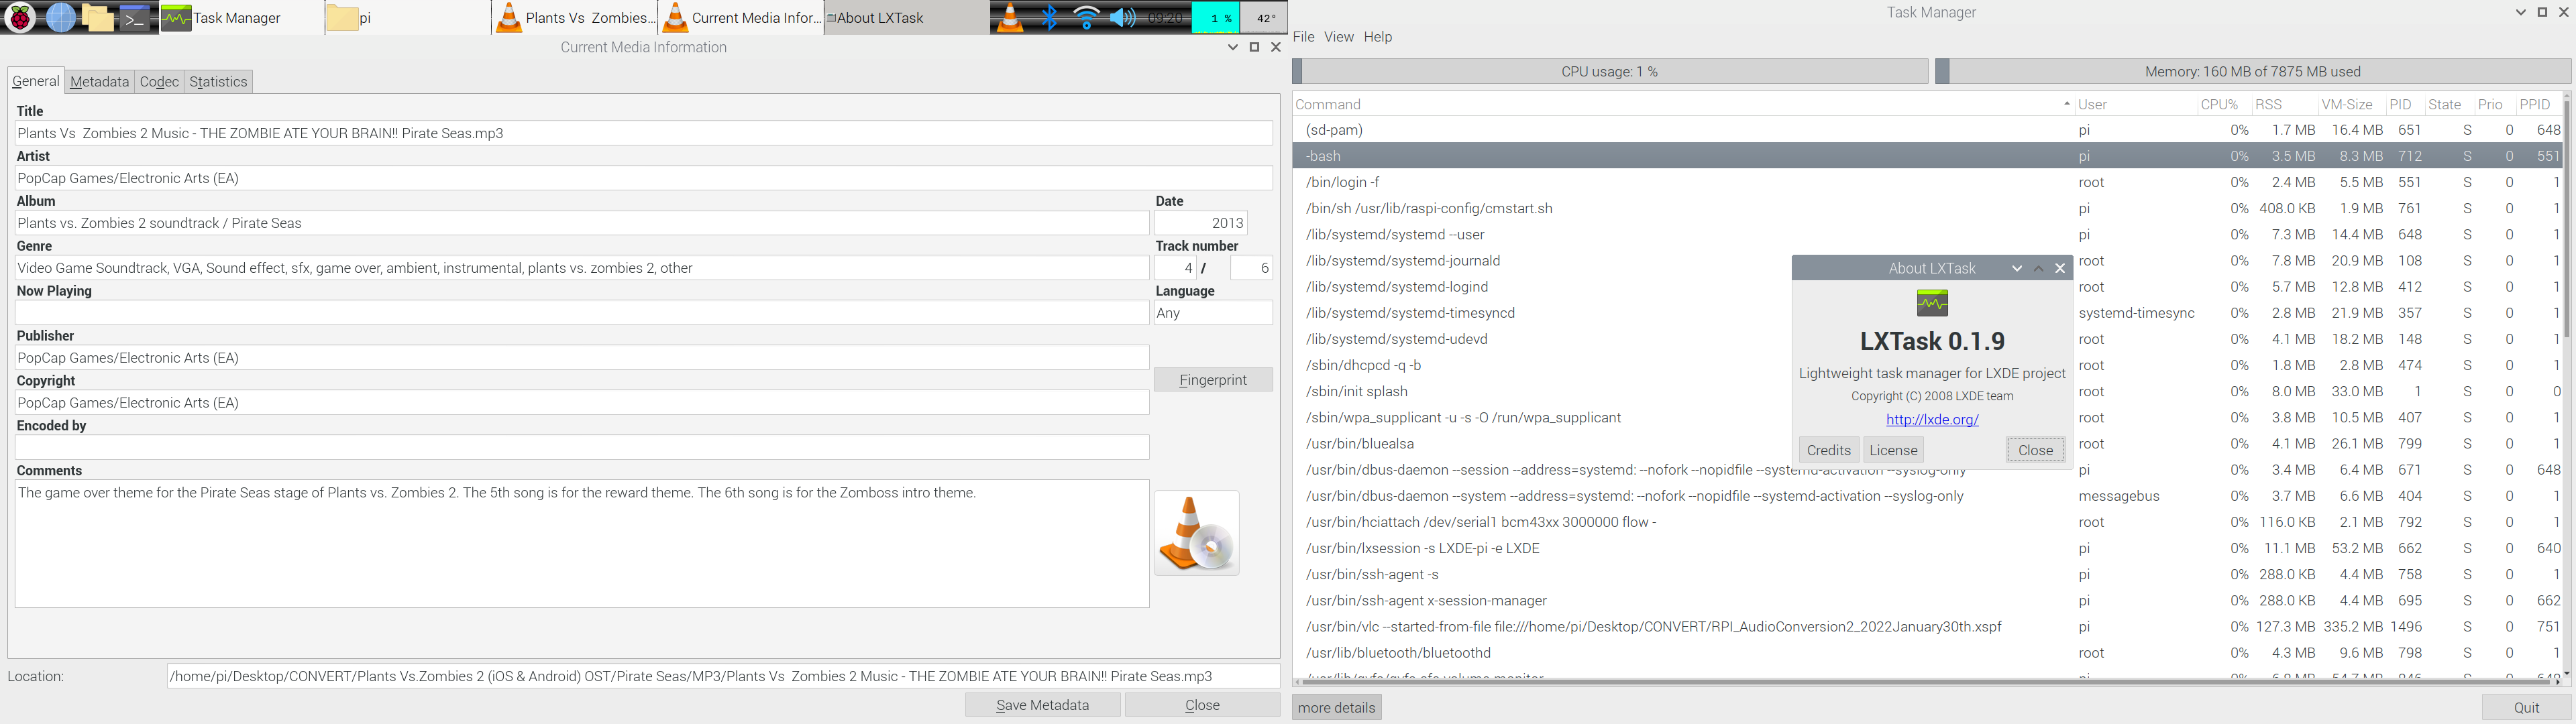 Task Manager
pi
Plants Vs  Zombies...
Current Media Infor...
About LXTask
09:20
1 %
42°
Current Media Information
General
Metadata
Codec
Statistics
Title
Plants Vs  Zombies 2 Music - THE ZOMBIE ATE YOUR BRAIN!! Pirate Seas.mp3
Artist
PopCap Games/Electronic Arts (EA)
Album
Date
Plants vs. Zombies 2 soundtrack / Pirate Seas
2013
Genre
Track number
Video Game Soundtrack, VGA, Sound effect, sfx, game over, ambient, instrumental, plants vs. zombies 2, other
4 / 6
Now Playing
Language
Any
Publisher
PopCap Games/Electronic Arts (EA)
Copyright
Fingerprint
PopCap Games/Electronic Arts (EA)
Encoded by
Comments
The game over theme for the Pirate Seas stage of Plants vs. Zombies 2. The 5th song is for the reward theme. The 6th song is for the Zomboss intro theme.
Location:
/home/pi/Desktop/CONVERT/Plants Vs.Zombies 2 (iOS & Android) OST/Pirate Seas/MP3/Plants Vs  Zombies 2 Music - THE ZOMBIE ATE YOUR BRAIN!! Pirate Seas.mp3
Save Metadata
Close
Task Manager
File View Help
CPU usage: 1 %
Memory: 160 MB of 7875 MB used
Command User CPU% RSS VM-Size PID State Prio PPID
(sd-pam) pi 0% 1.7 MB 16.4 MB 651 S 0 648
-bash pi 0% 3.5 MB 8.3 MB 712 S 0 551
/bin/login -f root 0% 2.4 MB 5.5 MB 551 S 0 1
/bin/sh /usr/lib/raspi-config/cmstart.sh pi 0% 408.0 KB 1.9 MB 761 S 0 1
/lib/systemd/systemd --user pi 0% 7.3 MB 14.4 MB 648 S 0 1
/lib/systemd/systemd-journald root 0% 7.8 MB 20.9 MB 108 S 0 1
/lib/systemd/systemd-logind root 0% 5.7 MB 12.8 MB 412 S 0 1
/lib/systemd/systemd-timesyncd systemd-timesync 0% 2.8 MB 21.9 MB 357 S 0 1
/lib/systemd/systemd-udevd root 0% 4.1 MB 18.2 MB 148 S 0 1
/sbin/dhcpcd -q -b root 0% 1.8 MB 2.8 MB 474 S 0 1
/sbin/init splash root 0% 8.0 MB 33.0 MB 1 S 0 0
/sbin/wpa_supplicant -u -s -O /run/wpa_supplicant root 0% 3.8 MB 10.5 MB 407 S 0 1
/usr/bin/bluealsa root 0% 4.1 MB 26.1 MB 799 S 0 1
/usr/bin/dbus-daemon --session --address=systemd: --nofork --nopidfile --systemd-activation --syslog-only pi 0% 3.4 MB 6.4 MB 671 S 0 648
/usr/bin/dbus-daemon --system --address=systemd: --nofork --nopidfile --systemd-activation --syslog-only messagebus 0% 3.7 MB 6.6 MB 404 S 0 1
/usr/bin/hciattach /dev/serial1 bcm43xx 3000000 flow - root 0% 116.0 KB 2.1 MB 792 S 0 1
/usr/bin/lxsession -s LXDE-pi -e LXDE pi 0% 11.1 MB 53.2 MB 662 S 0 640
/usr/bin/ssh-agent -s pi 0% 288.0 KB 4.4 MB 758 S 0 1
/usr/bin/ssh-agent x-session-manager pi 0% 288.0 KB 4.4 MB 695 S 0 662
/usr/bin/vlc --started-from-file file:///home/pi/Desktop/CONVERT/RPI_AudioConversion2_2022January30th.xspf pi 0% 127.3 MB 335.2 MB 1496 S 0 751
/usr/lib/bluetooth/bluetoothd root 0% 4.3 MB 9.6 MB 798 S 0 1
more details
Quit
About LXTask
LXTask 0.1.9
Lightweight task manager for LXDE project
Copyright (C) 2008 LXDE team
http://lxde.org/
Credits
License
Close